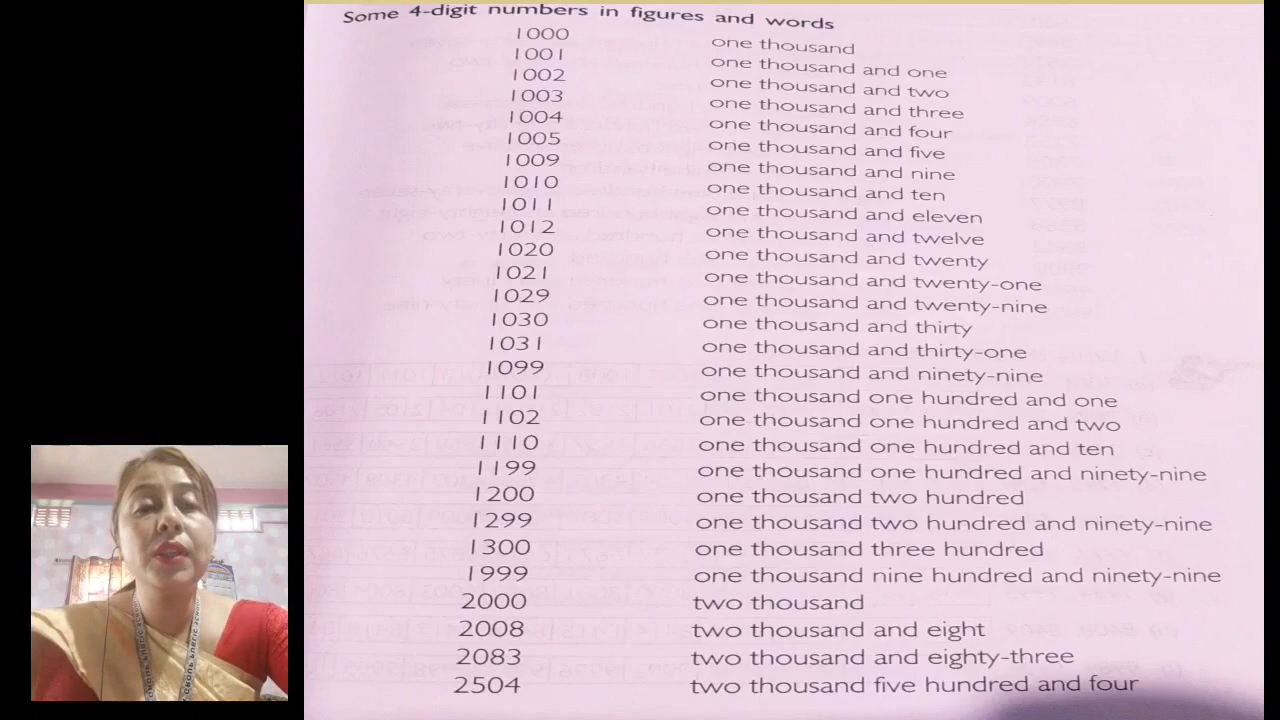 Some 4-digit numbers in figures and words
1000 one thousand
1001 one thousand and one
1002 one thousand and two
1003 one thousand and three
1004 one thousand and four
1005 one thousand and five
1009 one thousand and nine
1010 one thousand and ten
1011 one thousand and eleven
1012 one thousand and twelve
1020 one thousand and twenty
1021 one thousand and twenty-one
1029 one thousand and twenty-nine
1030 one thousand and thirty
1031 one thousand and thirty-one
1099 one thousand and ninety-nine
1101 one thousand one hundred and one
1102 one thousand one hundred and two
1110 one thousand one hundred and ten
1199 one thousand one hundred and ninety-nine
1200 one thousand two hundred
1299 one thousand two hundred and ninety-nine
1300 one thousand three hundred
1999 one thousand nine hundred and ninety-nine
2000 two thousand
2008 two thousand and eight
2083 two thousand and eighty-three
2504 two thousand five hundred and four